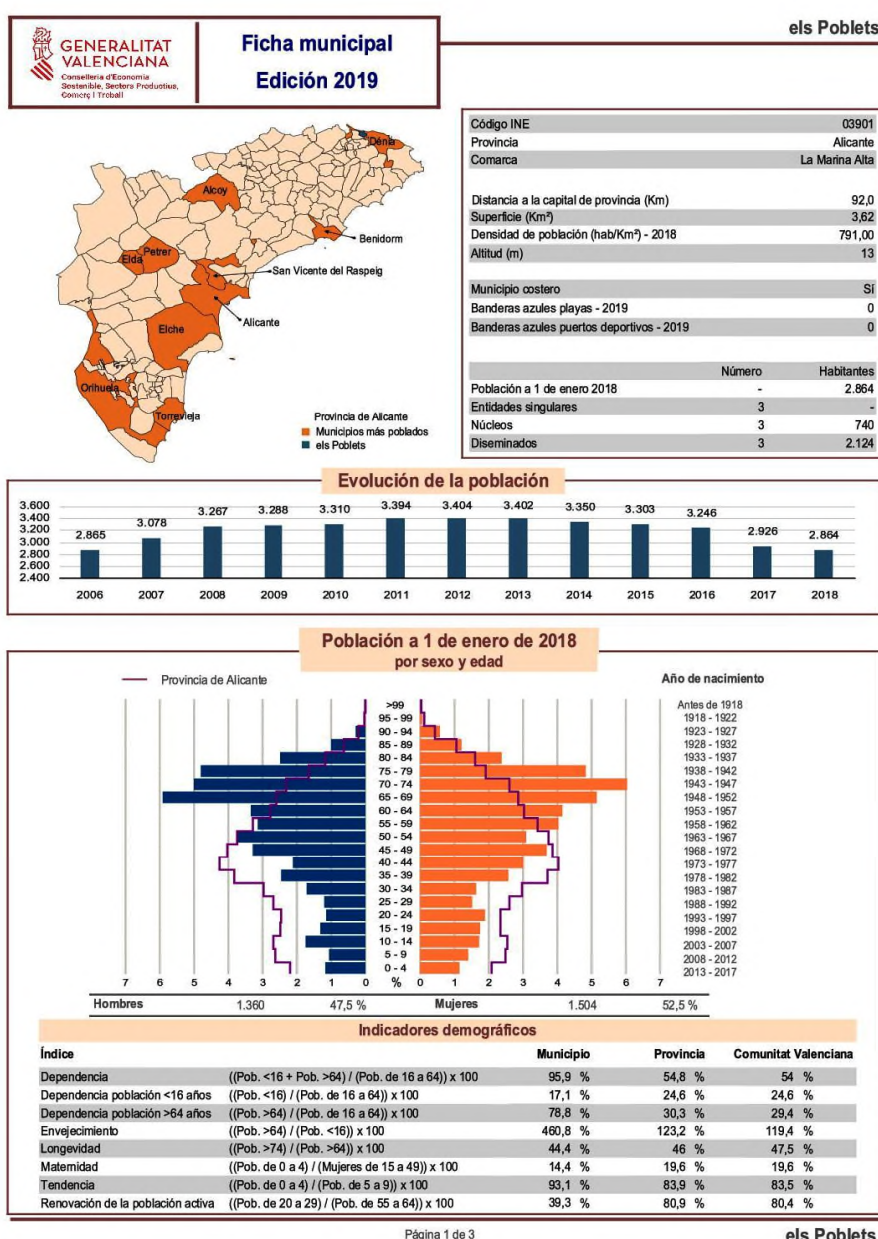 els Poblets
GENERALITAT
VALENCIANA
Conselleria d'Economia
Sostenible, Sectors Productius,
Comerç i Treball
Ficha municipal
Edición 2019
Dénia
Alcoy
Benidorm
Petrer
Elda
San Vicente del Raspeig
Alicante
Elche
Orihuela
Torrevieja
Provincia de Alicante
Municipios más poblados
els Poblets
Código INE 03901
Provincia Alicante
Comarca La Marina Alta
Distancia a la capital de provincia (Km) 92,0
Superficie (Km²) 3,62
Densidad de población (hab/Km²) - 2018 791,00
Altitud (m) 13
Municipio costero Sí
Banderas azules playas - 2019 0
Banderas azules puertos deportivos - 2019 0
Número Habitantes
Población a 1 de enero 2018 - 2.864
Entidades singulares 3 -
Núcleos 3 740
Diseminados 3 2.124
Evolución de la población
3.600
3.400
3.200
3.000
2.800
2.600
2.400
2.865 3.078 3.267 3.288 3.310 3.394 3.404 3.402 3.350 3.303 3.246 2.926 2.864
2006 2007 2008 2009 2010 2011 2012 2013 2014 2015 2016 2017 2018
Población a 1 de enero de 2018
por sexo y edad
Provincia de Alicante
Año de nacimiento
>99 Antes de 1918
95 - 99 1918 - 1922
90 - 94 1923 - 1927
85 - 89 1928 - 1932
80 - 84 1933 - 1937
75 - 79 1938 - 1942
70 - 74 1943 - 1947
65 - 69 1948 - 1952
60 - 64 1953 - 1957
55 - 59 1958 - 1962
50 - 54 1963 - 1967
45 - 49 1968 - 1972
40 - 44 1973 - 1977
35 - 39 1978 - 1982
30 - 34 1983 - 1987
25 - 29 1988 - 1992
20 - 24 1993 - 1997
15 - 19 1998 - 2002
10 - 14 2003 - 2007
5 - 9 2008 - 2012
0 - 4 2013 - 2017
7 6 5 4 3 2 1 0 % 0 1 2 3 4 5 6 7
Hombres 1.360 47,5 % Mujeres 1.504 52,5 %
Indicadores demográficos
Índice Municipio Provincia Comunitat Valenciana
Dependencia ((Pob. <16 + Pob. >64) / (Pob. de 16 a 64)) x 100 95,9 % 54,8 % 54 %
Dependencia población <16 años ((Pob. <16) / (Pob. de 16 a 64)) x 100 17,1 % 24,6 % 24,6 %
Dependencia población >64 años ((Pob. >64) / (Pob. de 16 a 64)) x 100 78,8 % 30,3 % 29,4 %
Envejecimiento ((Pob. >64) / (Pob. <16)) x 100 460,8 % 123,2 % 119,4 %
Longevidad ((Pob. >74) / (Pob. >64)) x 100 44,4 % 46 % 47,5 %
Maternidad ((Pob. de 0 a 4) / (Mujeres de 15 a 49)) x 100 14,4 % 19,6 % 19,6 %
Tendencia ((Pob. de 0 a 4) / (Pob. de 5 a 9)) x 100 93,1 % 83,9 % 83,5 %
Renovación de la población activa ((Pob. de 20 a 29) / (Pob. de 55 a 64)) x 100 39,3 % 80,9 % 80,4 %
Página 1 de 3
els Poblets